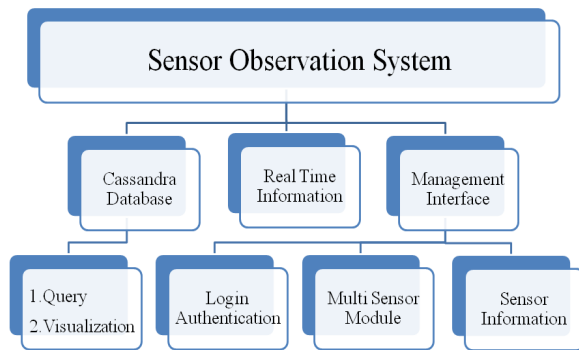 Sensor Observation System
Cassandra
Database
Real Time
Information
Management
Interface
1.Query
2.Visualization
Login
Authentication
Multi Sensor
Module
Sensor
Information